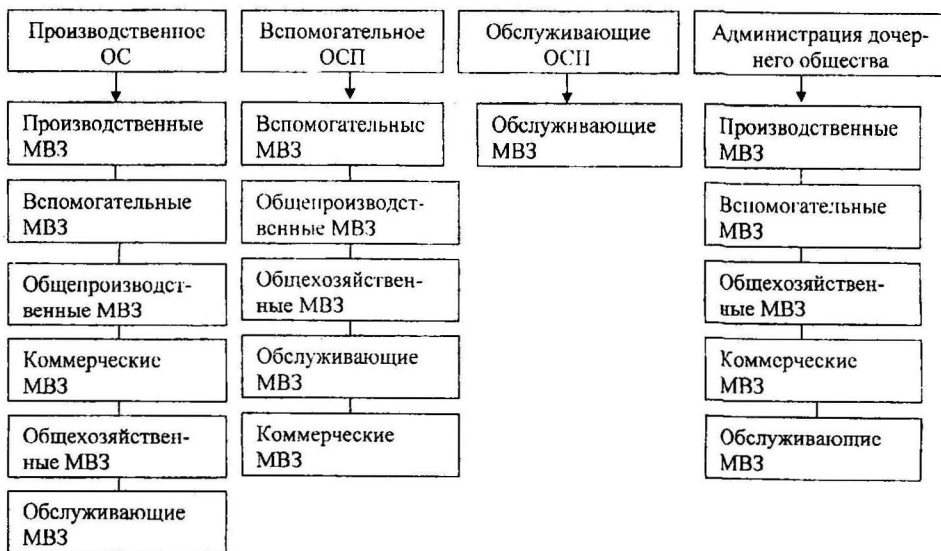 Производственное
ОС
Производственные
МВЗ
Вспомогательные
МВЗ
Общепроизводст-
венные МВЗ
Коммерческие
МВЗ
Общехозяйствен-
ные МВЗ
Обслуживающие
МВЗ
Вспомогательное
ОСП
Вспомогательные
МВЗ
Общепроизводст-
венные МВЗ
Общехозяйствен-
ные МВЗ
Обслуживающие
МВЗ
Коммерческие
МВЗ
Обслуживающие
ОСП
Обслуживающие
МВЗ
Администрация дочер-
него общества
Производственные
МВЗ
Вспомогательные
МВЗ
Общехозяйствен-
ные МВЗ
Коммерческие
МВЗ
Обслуживающие
МВЗ